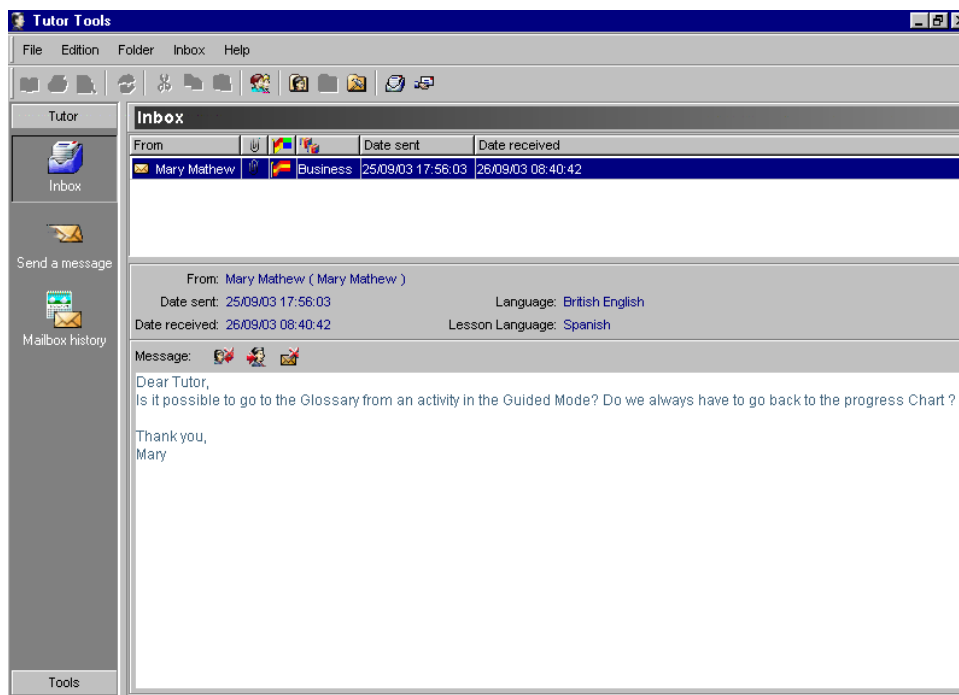 Tutor Tools
File Edition Folder Inbox Help
Tutor
Inbox
Send a message
Mailbox history
Tools
Inbox
From Date sent Date received
Mary Mathew Business 25/09/03 17:56:03 26/09/03 08:40:42
From: Mary Mathew ( Mary Mathew )
Date sent: 25/09/03 17:56:03 Language: British English
Date received: 26/09/03 08:40:42 Lesson Language: Spanish
Message:
Dear Tutor,
Is it possible to go to the Glossary from an activity in the Guided Mode? Do we always have to go back to the progress Chart ?
Thank you,
Mary